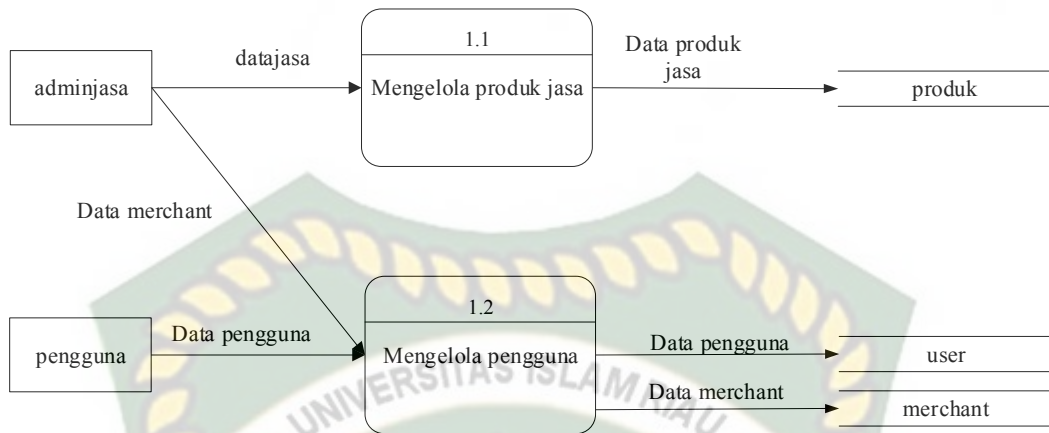 1.1
datajasa
Data produk
jasa
adminjasa
Mengelola produk jasa
produk
Data merchant
1.2
Data pengguna
Data pengguna
pengguna
Mengelola pengguna
user
Data merchant
merchant
UNIVERSITAS ISLAM RIAU